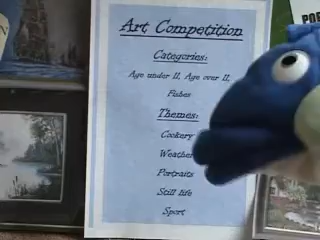 Art Competition
Categories:
Age under 11, Age over 11,
Fishes
Themes:
Cookery
Weather
Portraits
Still life
Sport